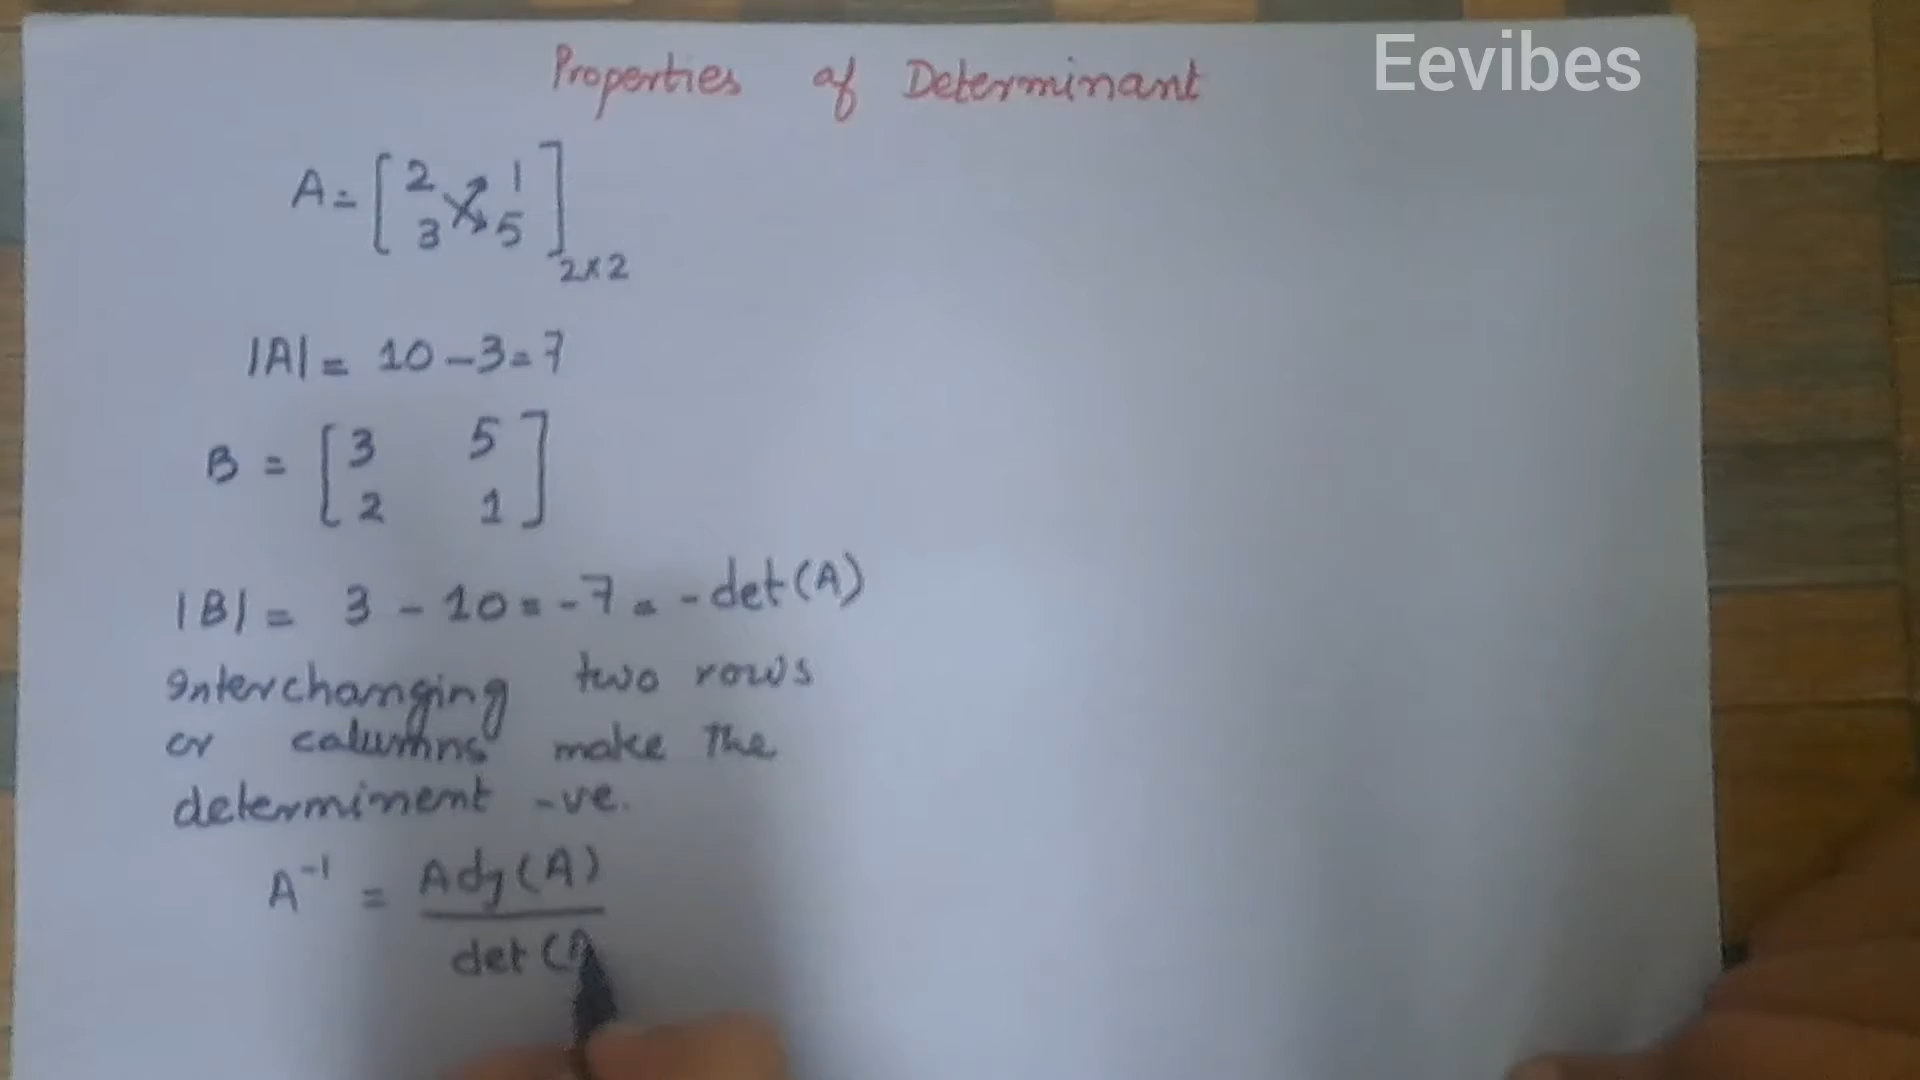 Properties of Determinant
Eevibes
A = [2 1
3 5] 2x2
|A| = 10 - 3 = 7
B = [3 5
2 1]
|B| = 3 - 10 = -7 = - det(A)
Interchanging two rows
or columns make the
determinent -ve.
A⁻¹ = Adj(A)
det(A